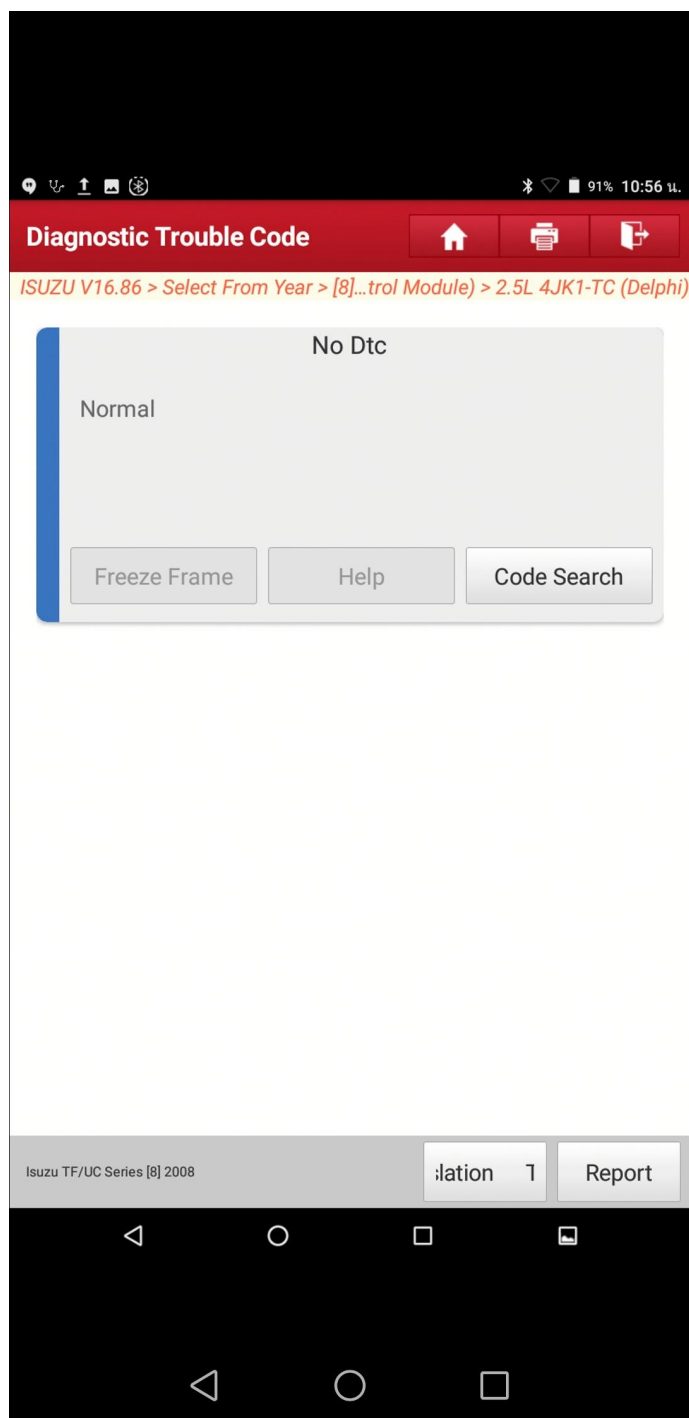 91% 10:56 น.
Diagnostic Trouble Code
ISUZU V16.86 > Select From Year > [8]...trol Module) > 2.5L 4JK1-TC (Delphi)
No Dtc
Normal
Freeze Frame Help Code Search
Isuzu TF/UC Series [8] 2008
slation T Report